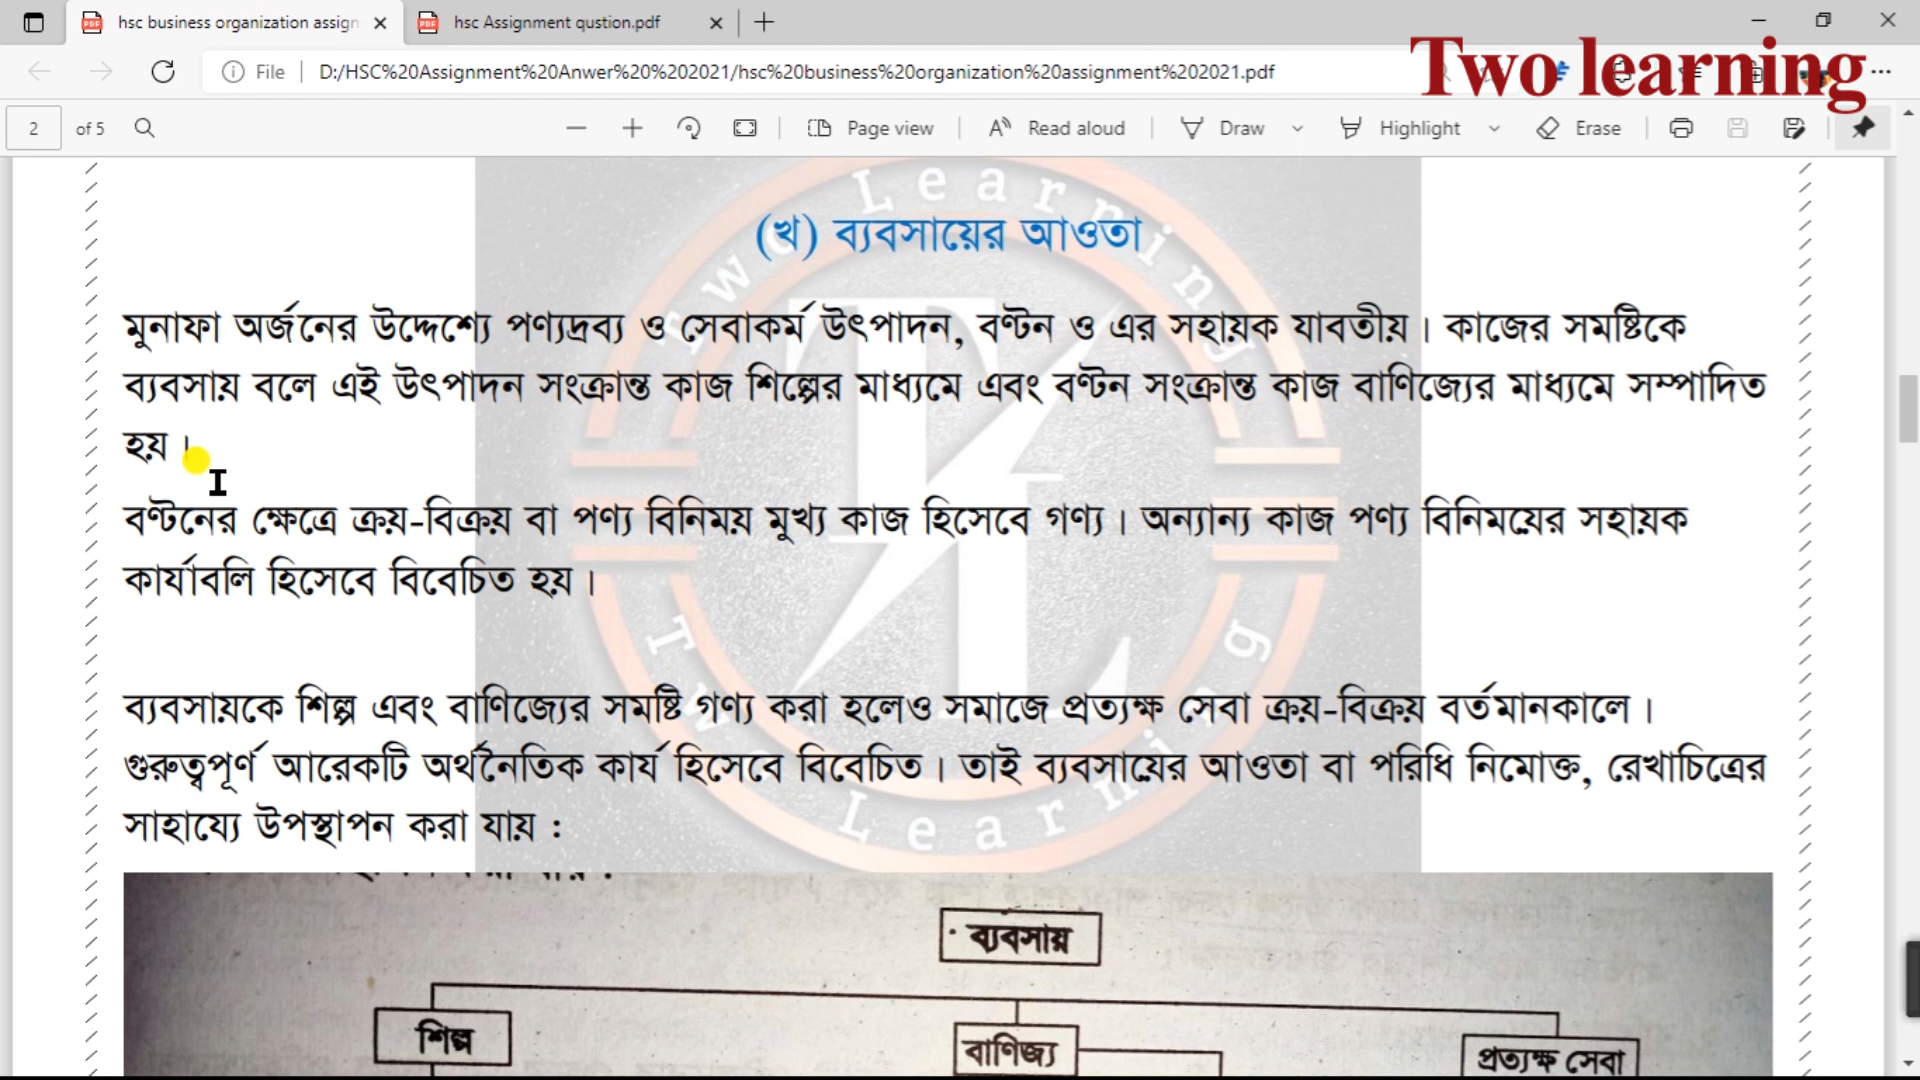 hsc business organization assign
hsc Assignment qustion.pdf
Two learning
File
D:/HSC%20Assignment%20Anwer%20%202021/hsc%20business%20organization%20assignment%202021.pdf
2 of 5
Page view
Read aloud
Draw
Highlight
Erase
Two Learning
(খ) ব্যবসায়ের আওতা
মুনাফা অর্জনের উদ্দেশ্যে পণ্যদ্রব্য ও সেবাকর্ম উৎপাদন, বণ্টন ও এর সহায়ক যাবতীয়। কাজের সমষ্টিকে
ব্যবসায় বলে এই উৎপাদন সংক্রান্ত কাজ শিল্পের মাধ্যমে এবং বণ্টন সংক্রান্ত কাজ বাণিজ্যের মাধ্যমে সম্পাদিত
হয়।
বণ্টনের ক্ষেত্রে ক্রয়-বিক্রয় বা পণ্য বিনিময় মুখ্য কাজ হিসেবে গণ্য। অন্যান্য কাজ পণ্য বিনিময়ের সহায়ক
কার্যাবলি হিসেবে বিবেচিত হয়।
ব্যবসায়কে শিল্প এবং বাণিজ্যের সমষ্টি গণ্য করা হলেও সমাজে প্রত্যক্ষ সেবা ক্রয়-বিক্রয় বর্তমানকালে।
গুরুত্বপূর্ণ আরেকটি অর্থনৈতিক কার্য হিসেবে বিবেচিত। তাই ব্যবসায়ের আওতা বা পরিধি নিমোক্ত, রেখাচিত্রের
সাহায্যে উপস্থাপন করা যায় :
Two Learning
ব্যবসায়
শিল্প
বাণিজ্য
প্রত্যক্ষ সেবা